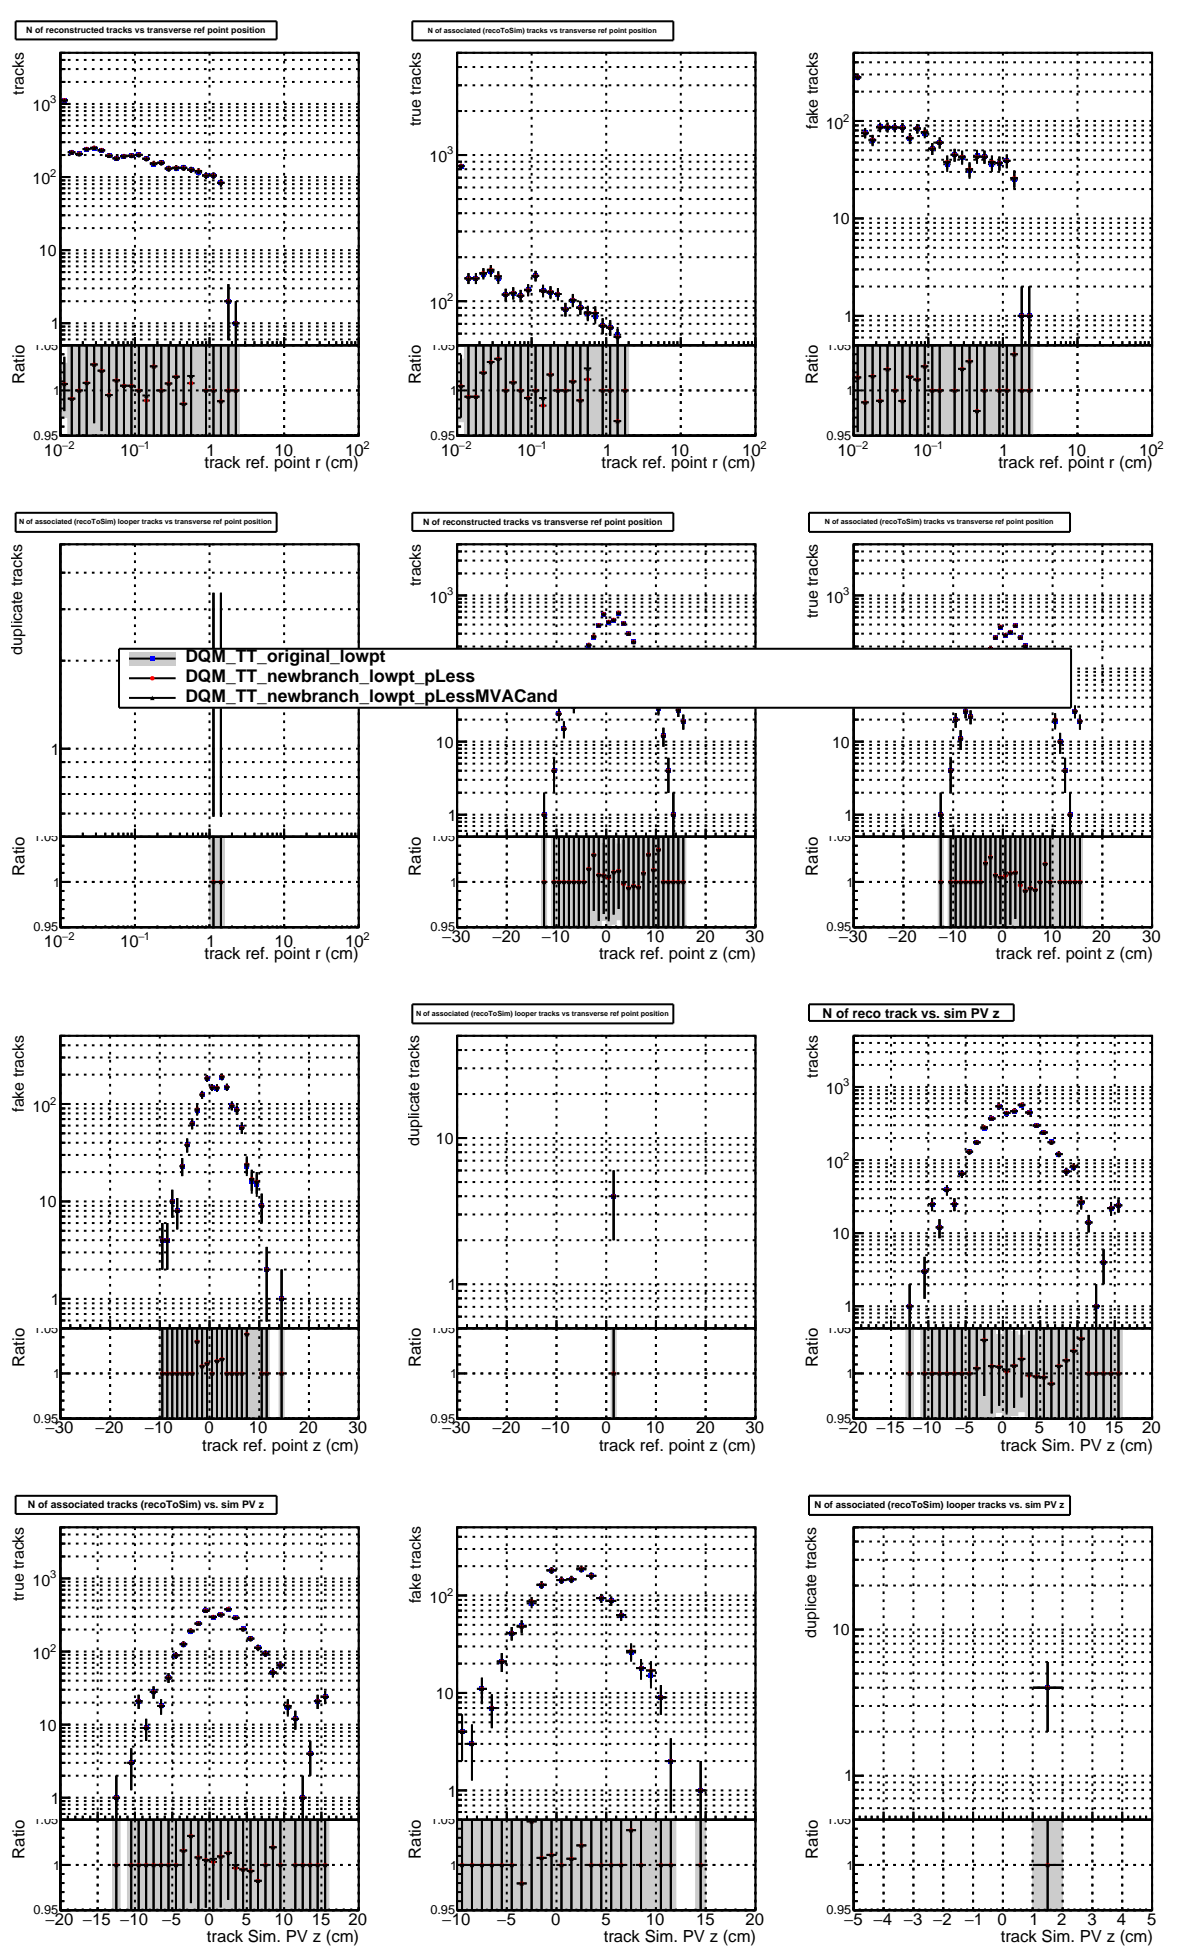 N of reconstructed tracks vs transverse ref point position
tracks
10³
10²
10
1
Ratio
1.05
1
0.95
10⁻² 10⁻¹ 1 10 10²
track ref. point r (cm)
N of associated (recoToSim) tracks vs transverse ref point position
true tracks
10³
10²
Ratio
1.05
1
0.95
10⁻² 10⁻¹ 1 10 10²
track ref. point r (cm)
fake tracks
10²
10
1
Ratio
1.05
1
0.95
10⁻² 10⁻¹ 1 10 10²
track ref. point r (cm)
N of associated (recoToSim) looper tracks vs transverse ref point position
duplicate tracks
1
Ratio
1.05
1
0.95
10⁻² 10⁻¹ 1 10 10²
track ref. point r (cm)
N of reconstructed tracks vs transverse ref point position
tracks
10³
10
1
Ratio
1.05
1
0.95
−30 −20 −10 0 10 20 30
track ref. point z (cm)
N of associated (recoToSim) tracks vs transverse ref point position
true tracks
10³
10
1
Ratio
1.05
1
0.95
−30 −20 −10 0 10 20 30
track ref. point z (cm)
DQM_TT_original_lowpt
DQM_TT_newbranch_lowpt_pLess
DQM_TT_newbranch_lowpt_pLessMVACand
fake tracks
10²
10
1
Ratio
1.05
1
0.95
−30 −20 −10 0 10 20 30
track ref. point z (cm)
N of associated (recoToSim) looper tracks vs transverse ref point position
duplicate tracks
10
1
Ratio
1.05
1
0.95
−30 −20 −10 0 10 20 30
track ref. point z (cm)
N of reco track vs. sim PV z
tracks
10³
10²
10
1
Ratio
1.05
1
0.95
−20 −15 −10 −5 0 5 10 15 20
track Sim. PV z (cm)
N of associated tracks (recoToSim) vs. sim PV z
true tracks
10³
10²
10
1
Ratio
1.05
1
0.95
−20 −15 −10 −5 0 5 10 15 20
track Sim. PV z (cm)
fake tracks
10²
10
1
Ratio
1.05
1
0.95
−10 −5 0 5 10 15 20
track Sim. PV z (cm)
N of associated (recoToSim) looper tracks vs. sim PV z
duplicate tracks
10
1
Ratio
1.05
1
0.95
−5 −4 −3 −2 −1 0 1 2 3 4 5
track Sim. PV z (cm)